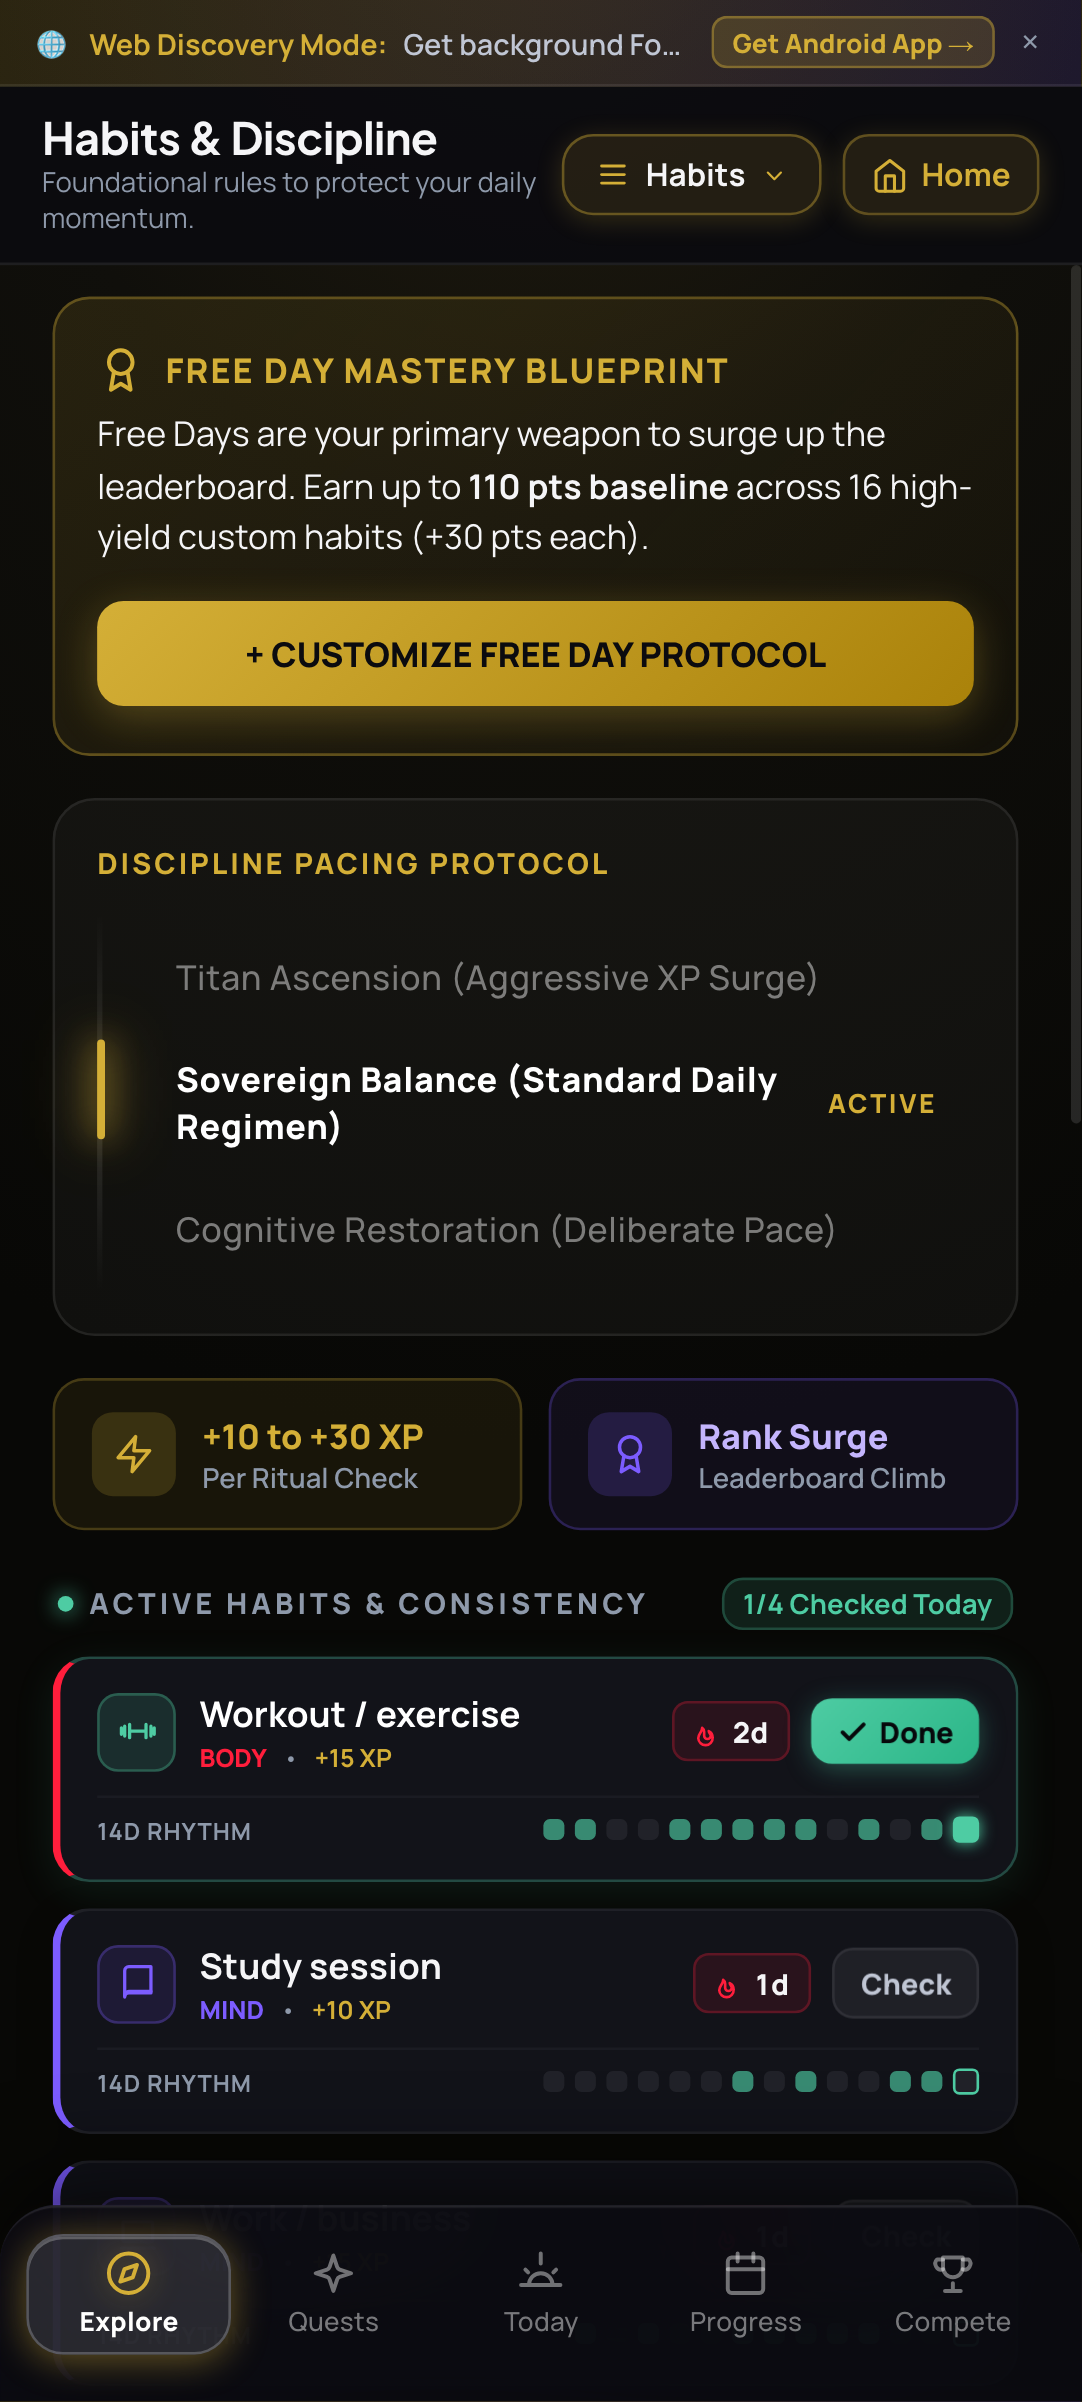 Web Discovery Mode: Get background Fo...
Get Android App →
×
Habits & Discipline
Foundational rules to protect your daily
momentum.
Habits
Home
FREE DAY MASTERY BLUEPRINT
Free Days are your primary weapon to surge up the
leaderboard. Earn up to 110 pts baseline across 16 high-
yield custom habits (+30 pts each).
+ CUSTOMIZE FREE DAY PROTOCOL
DISCIPLINE PACING PROTOCOL
Titan Ascension (Aggressive XP Surge)
Sovereign Balance (Standard Daily
Regimen)
ACTIVE
Cognitive Restoration (Deliberate Pace)
+10 to +30 XP
Per Ritual Check
Rank Surge
Leaderboard Climb
ACTIVE HABITS & CONSISTENCY
1/4 Checked Today
Workout / exercise
BODY • +15 XP
2d
Done
14D RHYTHM
Study session
MIND • +10 XP
1d
Check
14D RHYTHM
Work / business
1d
Check
Explore
Quests
Today
Progress
Compete